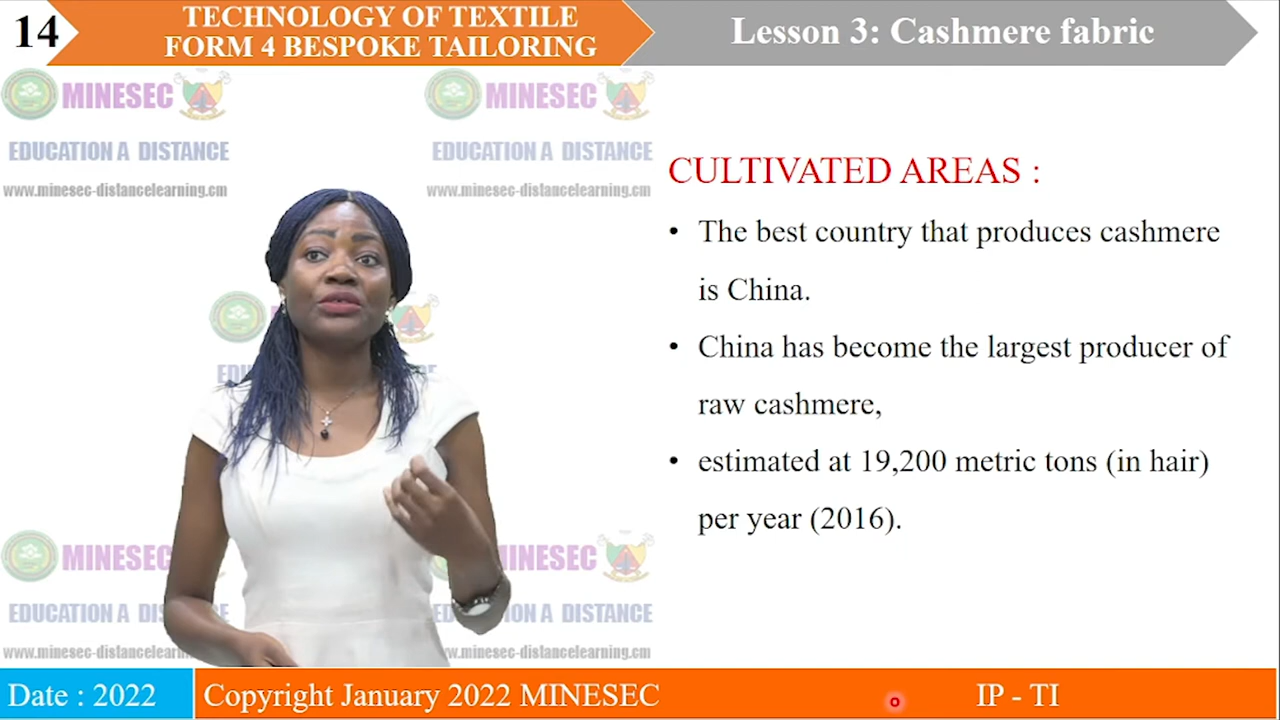 14
TECHNOLOGY OF TEXTILE
FORM 4 BESPOKE TAILORING
Lesson 3: Cashmere fabric
MINESEC
MINESEC
EDUCATION A DISTANCE
EDUCATION A DISTANCE
www.minesec-distancelearning.cm
www.minesec-distancelearning.cm
CULTIVATED AREAS :
• The best country that produces cashmere
is China.
• China has become the largest producer of
raw cashmere,
• estimated at 19,200 metric tons (in hair)
per year (2016).
MINESEC
MINESEC
EDUCATION A
A DISTANCE
www.minesec-distancelearning.cm
Date : 2022
Copyright January 2022 MINESEC
IP - TI